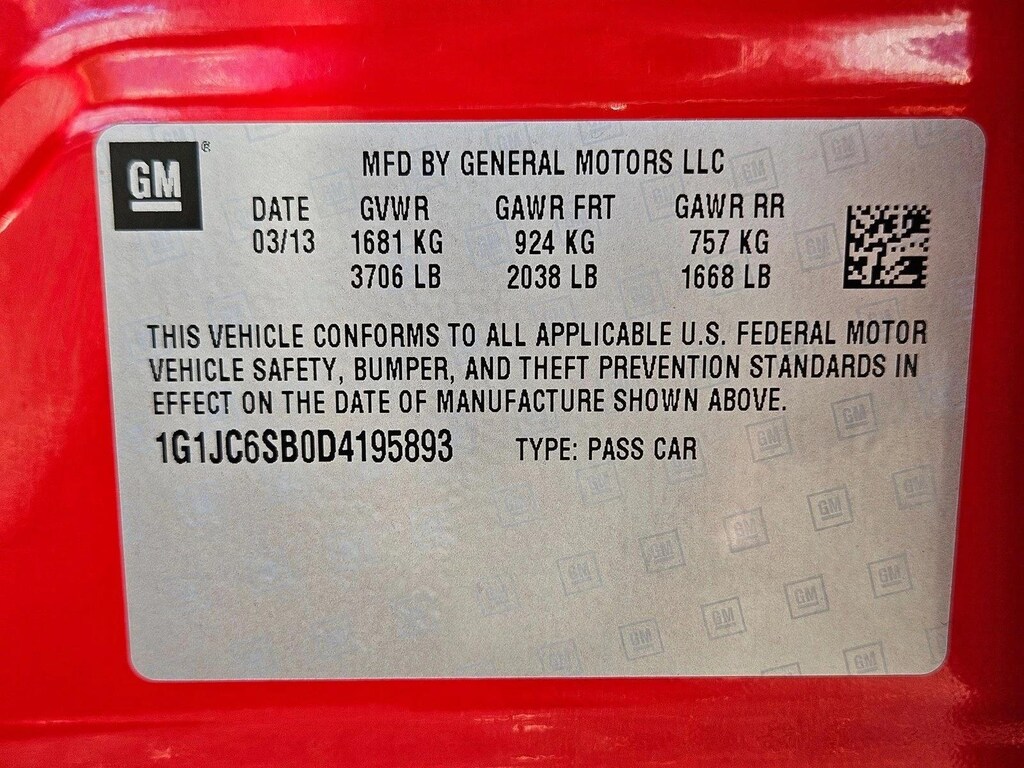 GM®
MFD BY GENERAL MOTORS LLC
DATE GVWR GAWR FRT GAWR RR
03/13 1681 KG 924 KG 757 KG
3706 LB 2038 LB 1668 LB
THIS VEHICLE CONFORMS TO ALL APPLICABLE U.S. FEDERAL MOTOR
VEHICLE SAFETY, BUMPER, AND THEFT PREVENTION STANDARDS IN
EFFECT ON THE DATE OF MANUFACTURE SHOWN ABOVE.
1G1JC6SB0D4195893 TYPE: PASS CAR